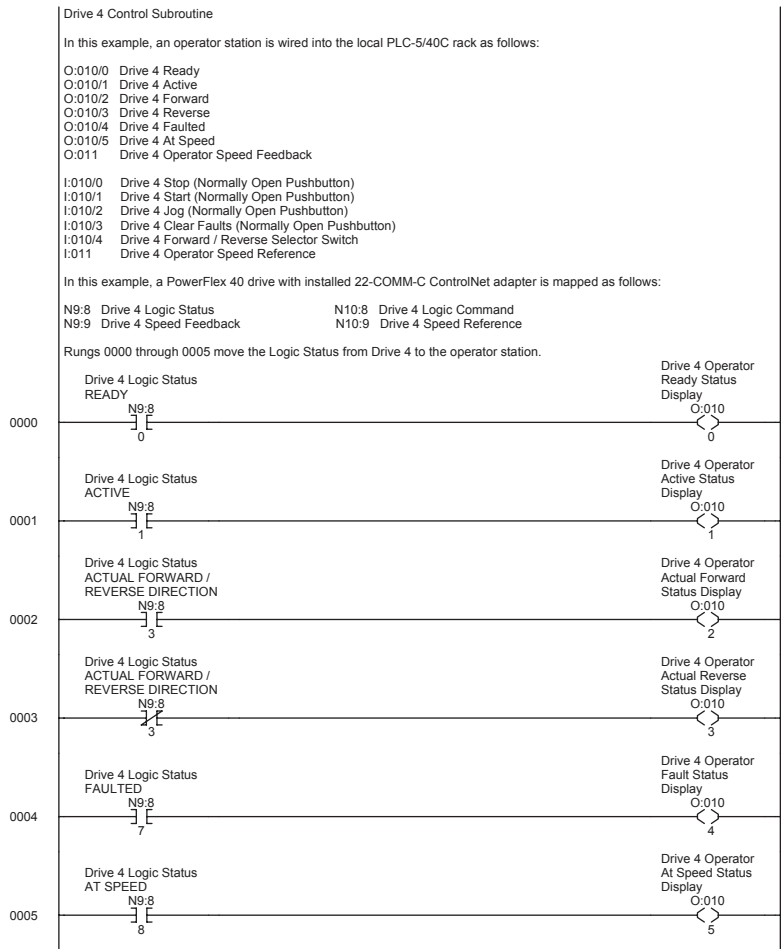 Drive 4 Control Subroutine
In this example, an operator station is wired into the local PLC-5/40C rack as follows:
O:010/0 Drive 4 Ready
O:010/1 Drive 4 Active
O:010/2 Drive 4 Forward
O:010/3 Drive 4 Reverse
O:010/4 Drive 4 Faulted
O:010/5 Drive 4 At Speed
O:011 Drive 4 Operator Speed Feedback
I:010/0 Drive 4 Stop (Normally Open Pushbutton)
I:010/1 Drive 4 Start (Normally Open Pushbutton)
I:010/2 Drive 4 Jog (Normally Open Pushbutton)
I:010/3 Drive 4 Clear Faults (Normally Open Pushbutton)
I:010/4 Drive 4 Forward / Reverse Selector Switch
I:011 Drive 4 Operator Speed Reference
In this example, a PowerFlex 40 drive with installed 22-COMM-C ControlNet adapter is mapped as follows:
N9:8 Drive 4 Logic Status N10:8 Drive 4 Logic Command
N9:9 Drive 4 Speed Feedback N10:9 Drive 4 Speed Reference
Rungs 0000 through 0005 move the Logic Status from Drive 4 to the operator station.
0000
Drive 4 Logic Status
READY
N9:8
0
Drive 4 Operator
Ready Status
Display
O:010
0
0001
Drive 4 Logic Status
ACTIVE
N9:8
1
Drive 4 Operator
Active Status
Display
O:010
1
0002
Drive 4 Logic Status
ACTUAL FORWARD /
REVERSE DIRECTION
N9:8
3
Drive 4 Operator
Actual Forward
Status Display
O:010
2
0003
Drive 4 Logic Status
ACTUAL FORWARD /
REVERSE DIRECTION
N9:8
3
Drive 4 Operator
Actual Reverse
Status Display
O:010
3
0004
Drive 4 Logic Status
FAULTED
N9:8
7
Drive 4 Operator
Fault Status
Display
O:010
4
0005
Drive 4 Logic Status
AT SPEED
N9:8
8
Drive 4 Operator
At Speed Status
Display
O:010
5